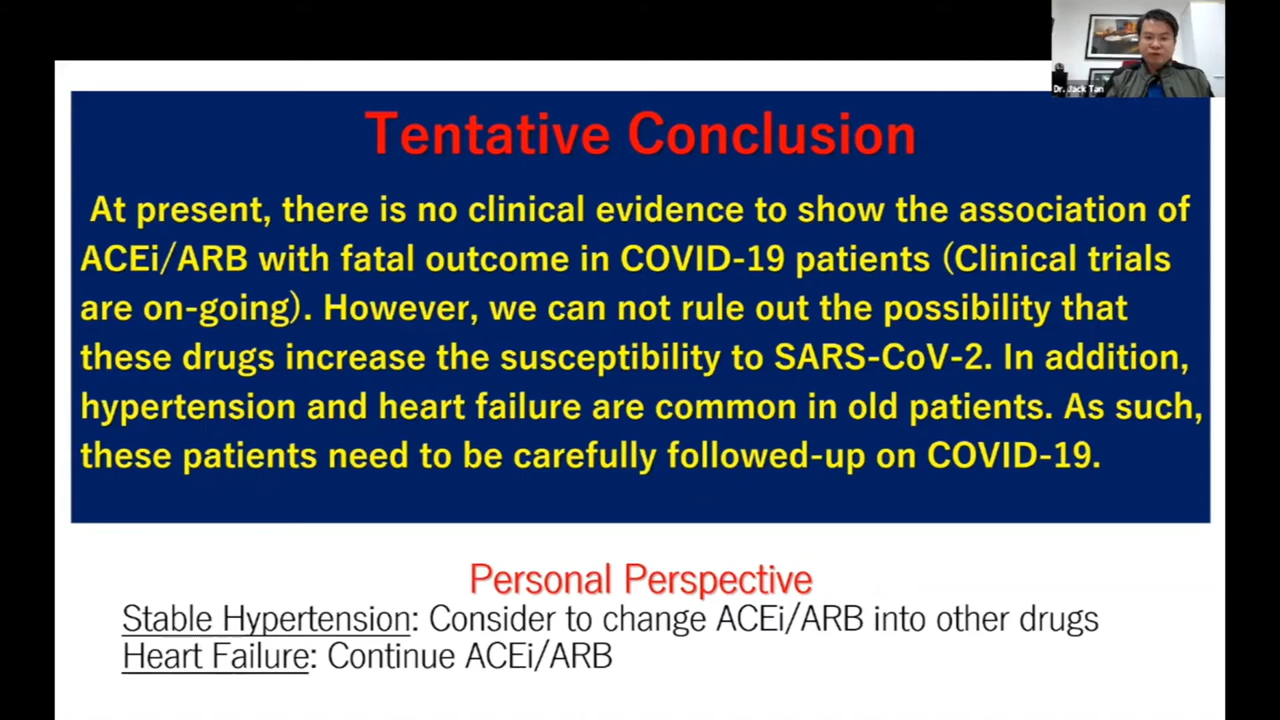 Dr. Jack Tan
Tentative Conclusion
At present, there is no clinical evidence to show the association of
ACEi/ARB with fatal outcome in COVID-19 patients (Clinical trials
are on-going). However, we can not rule out the possibility that
these drugs increase the susceptibility to SARS-CoV-2. In addition,
hypertension and heart failure are common in old patients. As such,
these patients need to be carefully followed-up on COVID-19.
Personal Perspective
Stable Hypertension: Consider to change ACEi/ARB into other drugs
Heart Failure: Continue ACEi/ARB